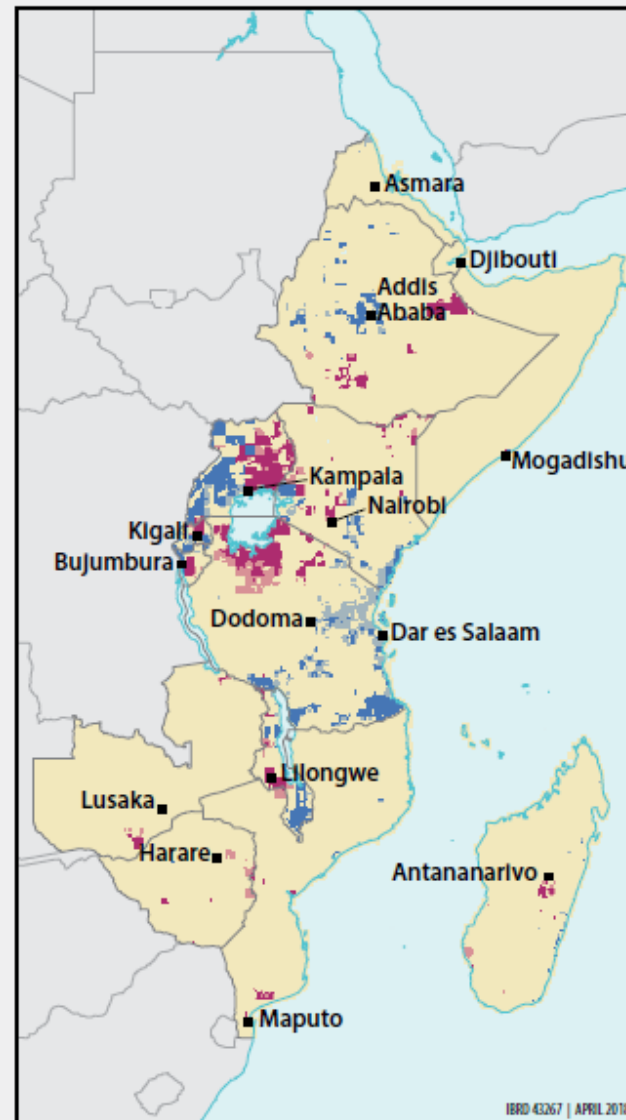 Asmara
Djibouti
Addis
Ababa
Mogadishu
Kampala
Nairobi
Kigali
Bujumbura
Dodoma
Dar es Salaam
Lilongwe
Lusaka
Harare
Antananarivo
Maputo
IBRD 43267 | APRIL 2018